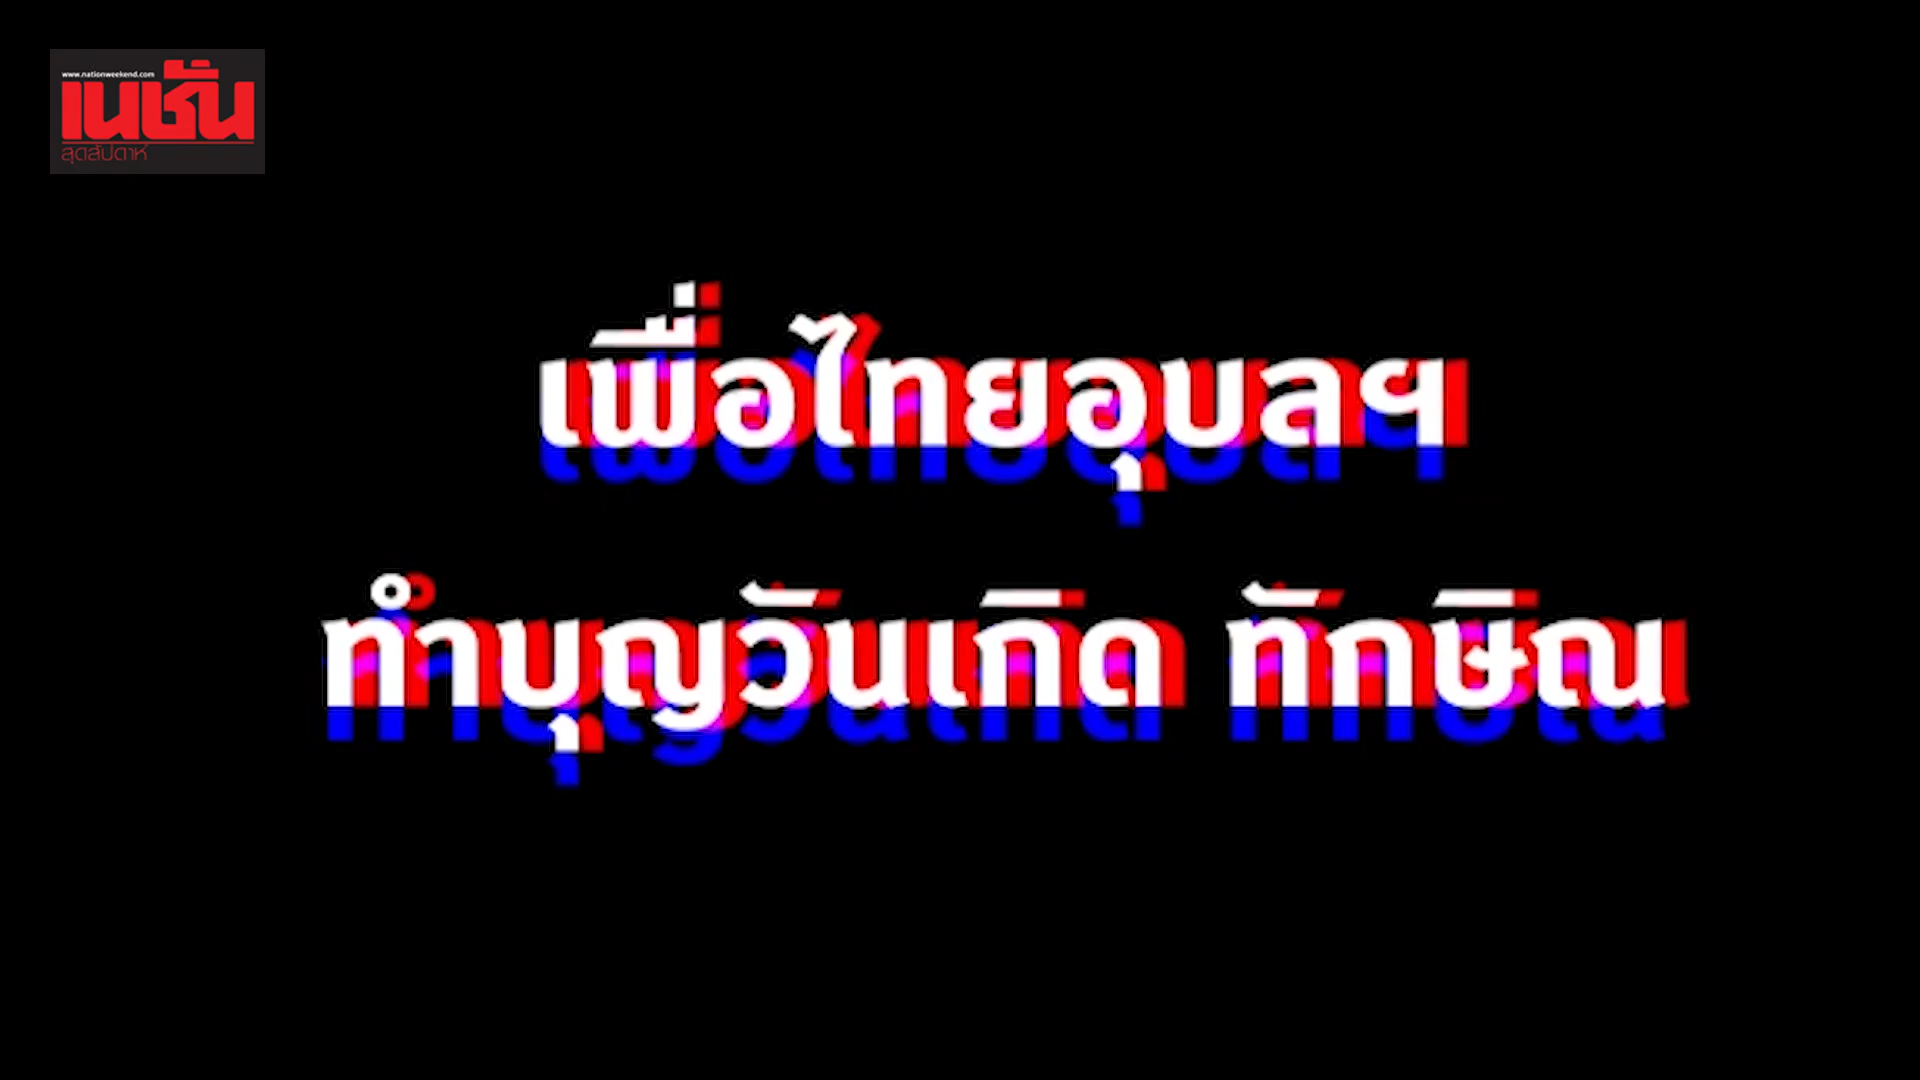 www.nationweekend.com
เนชั่น
สุดสัปดาห์
เพื่อไทยอุบลฯ
ทำบุญวันเกิด ทักษิณ